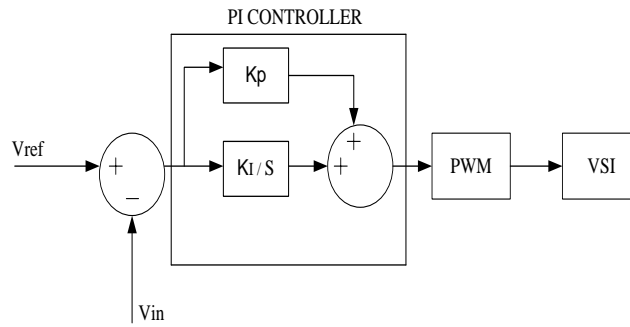 PI CONTROLLER
Kp
Vref
+
+
+
KI / S
PWM
VSI
−
Vin